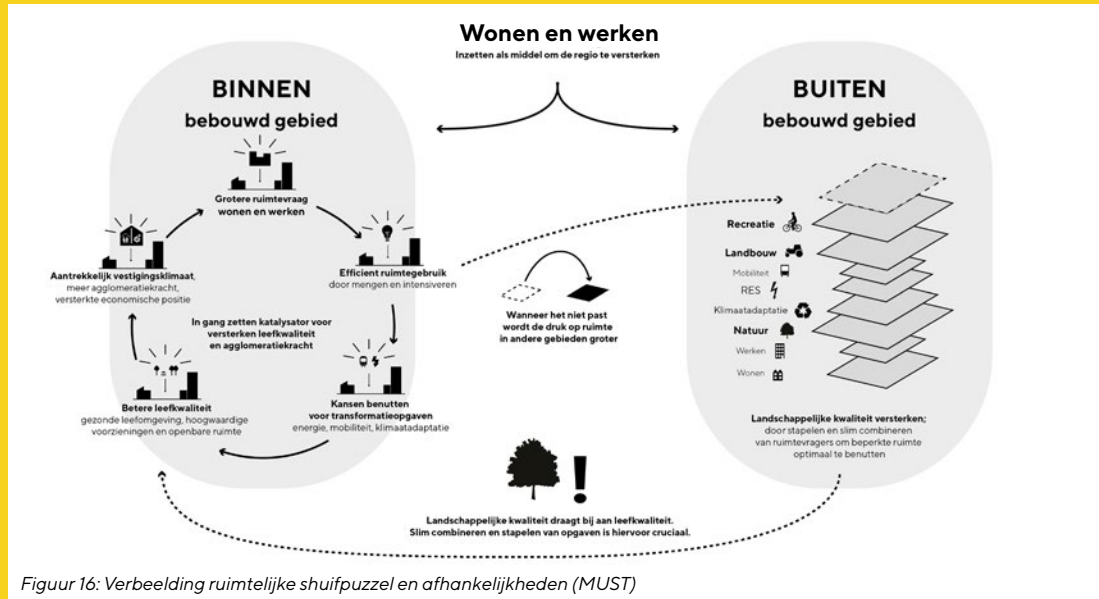 Wonen en werken
Inzetten als middel om de regio te versterken
BINNEN
bebouwd gebied
Grotere ruimtevraag
wonen en werken
Efficient ruimtegebruik
door mengen en intensiveren
Aantrekkelijk vestigingsklimaat,
meer agglomeratiekracht,
versterkte economische positie
In gang zetten katalysator voor
versterken leefkwaliteit
en agglomeratiekracht
Kansen benutten
voor transformatieopgaven
energie, mobiliteit, klimaatadaptatie
Betere leefkwaliteit
gezonde leefomgeving, hoogwaardige
voorzieningen en openbare ruimte
Wanneer het niet past
wordt de druk op ruimte
in andere gebieden groter
BUITEN
bebouwd gebied
Recreatie
Landbouw
Mobiliteit
RES
Klimaatadaptatie
Natuur
Werken
Wonen
Landschappelijke kwaliteit versterken;
door stapelen en slim combineren
van ruimtevragers om beperkte ruimte
optimaal te benutten
Landschappelijke kwaliteit draagt bij aan leefkwaliteit.
Slim combineren en stapelen van opgaven is hiervoor cruciaal.
Figuur 16: Verbeelding ruimtelijke shuifpuzzel en afhankelijkheden (MUST)